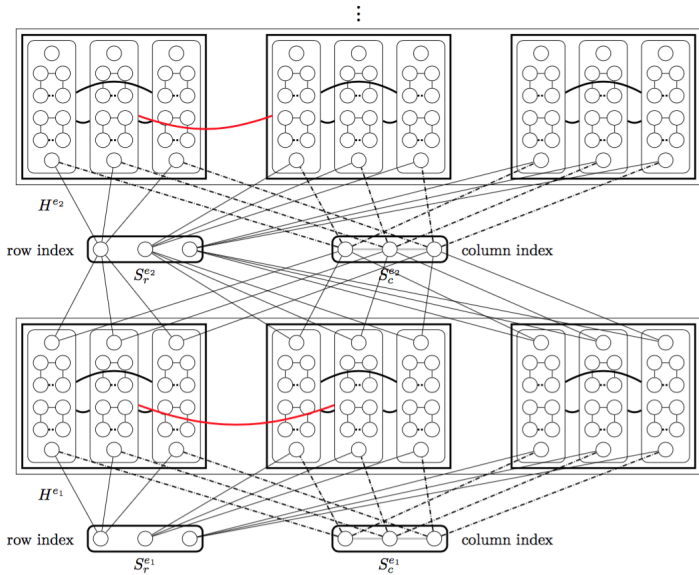 ⋮
H^{e_2}
row index column index
S_r^{e_2} S_c^{e_2}
H^{e_1}
row index column index
S_r^{e_1} S_c^{e_1}